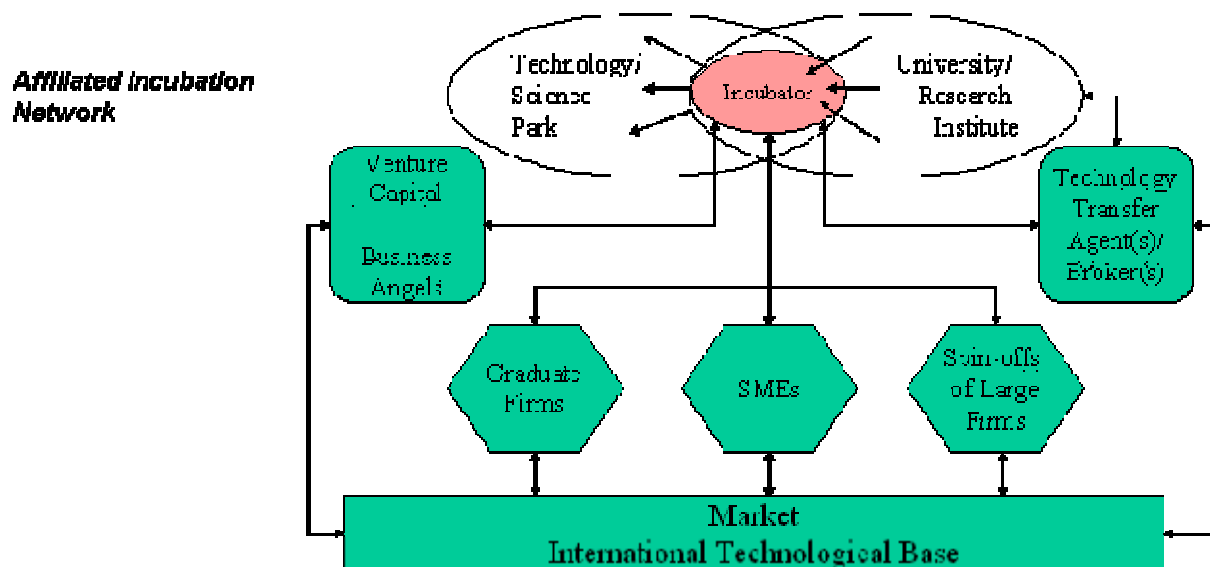 Affiliated Incubation
Network
Technology/
Science
Park
Incubator
University/
Research
Institute
Venture
Capital
Business
Angels
Technology
Transfer
Agent(s)/
Broker(s)
Graduate
Firms
SMEs
Spin-offs
of Large
Firms
Market
International Technological Base